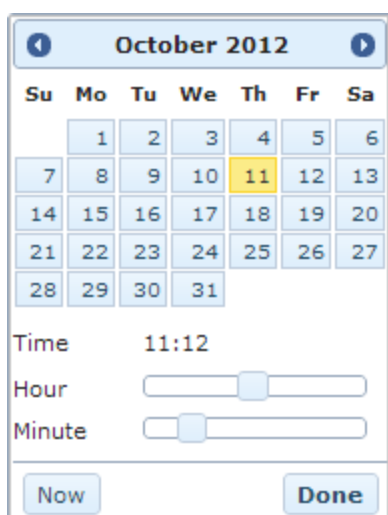 October 2012
Su Mo Tu We Th Fr Sa
1 2 3 4 5 6
7 8 9 10 11 12 13
14 15 16 17 18 19 20
21 22 23 24 25 26 27
28 29 30 31
Time 11:12
Hour
Minute
Now Done